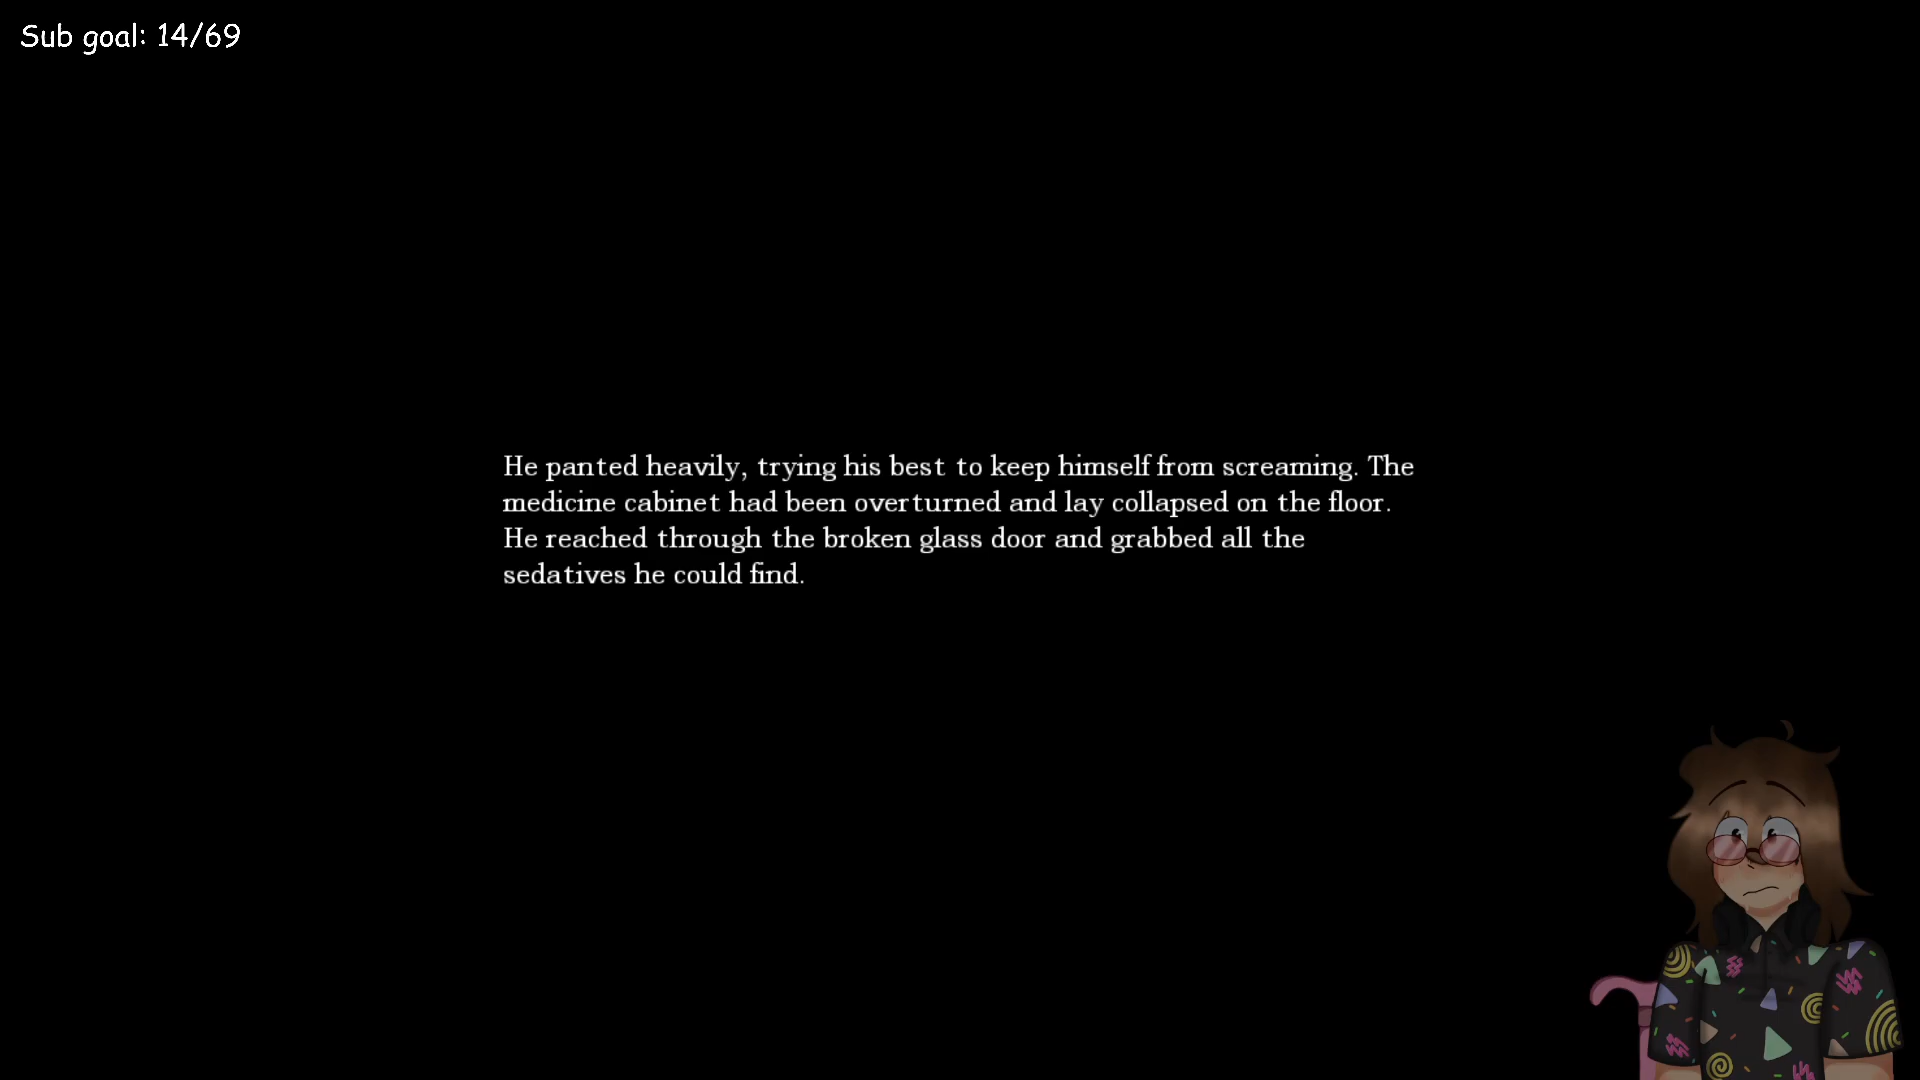 Sub goal: 14/69
He panted heavily, trying his best to keep himself from screaming. The
medicine cabinet had been overturned and lay collapsed on the floor.
He reached through the broken glass door and grabbed all the
sedatives he could find.